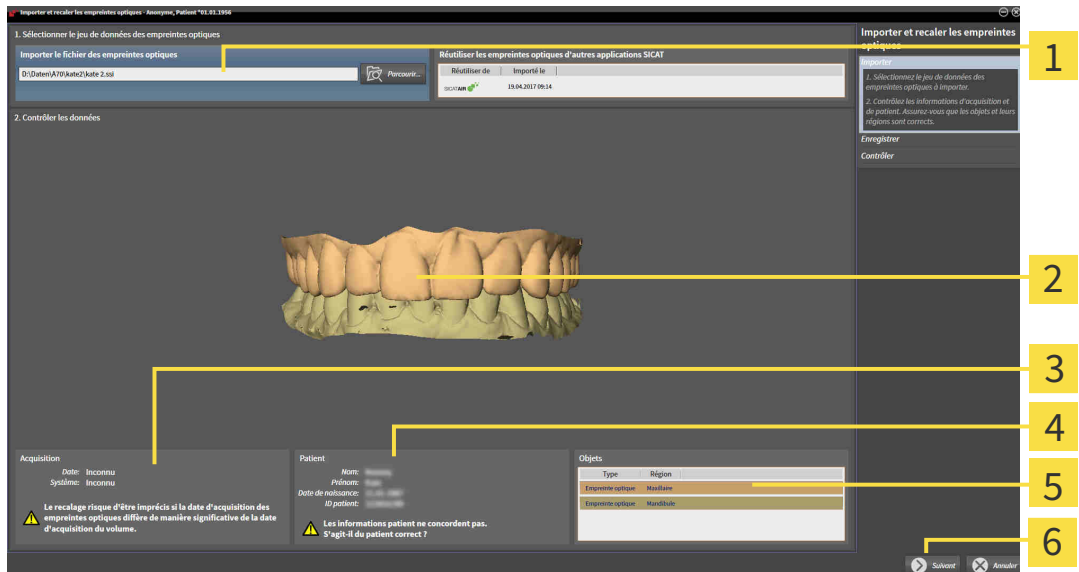 Importer et recaler les empreintes optiques - Anonyme, Patient *01.01.1956
1. Sélectionner le jeu de données des empreintes optiques
Importer le fichier des empreintes optiques
D:\Daten\A70\kate2\kate 2.ssi
Parcourir...
Réutiliser les empreintes optiques d'autres applications SICAT
Réutiliser de Importé le
SICAT AIR 19.04.2017 09:14
2. Contrôler les données
Acquisition
Date: Inconnu
Système: Inconnu
Le recalage risque d'être imprécis si la date d'acquisition des
empreintes optiques diffère de manière significative de la date
d'acquisition du volume.
Patient
Nom:
Prénom:
Date de naissance:
ID patient:
Les informations patient ne concordent pas.
S'agit-il du patient correct ?
Objets
Type Région
Empreinte optique Maxillaire
Empreinte optique Mandibule
Importer et recaler les empreintes
optiques
Importer
1. Sélectionnez le jeu de données des
empreintes optiques à importer.
2. Contrôlez les informations d'acquisition et
de patient. Assurez-vous que les objets et leurs
régions sont corrects.
Enregistrer
Contrôler
Suivant
Annuler
1
2
3
4
5
6